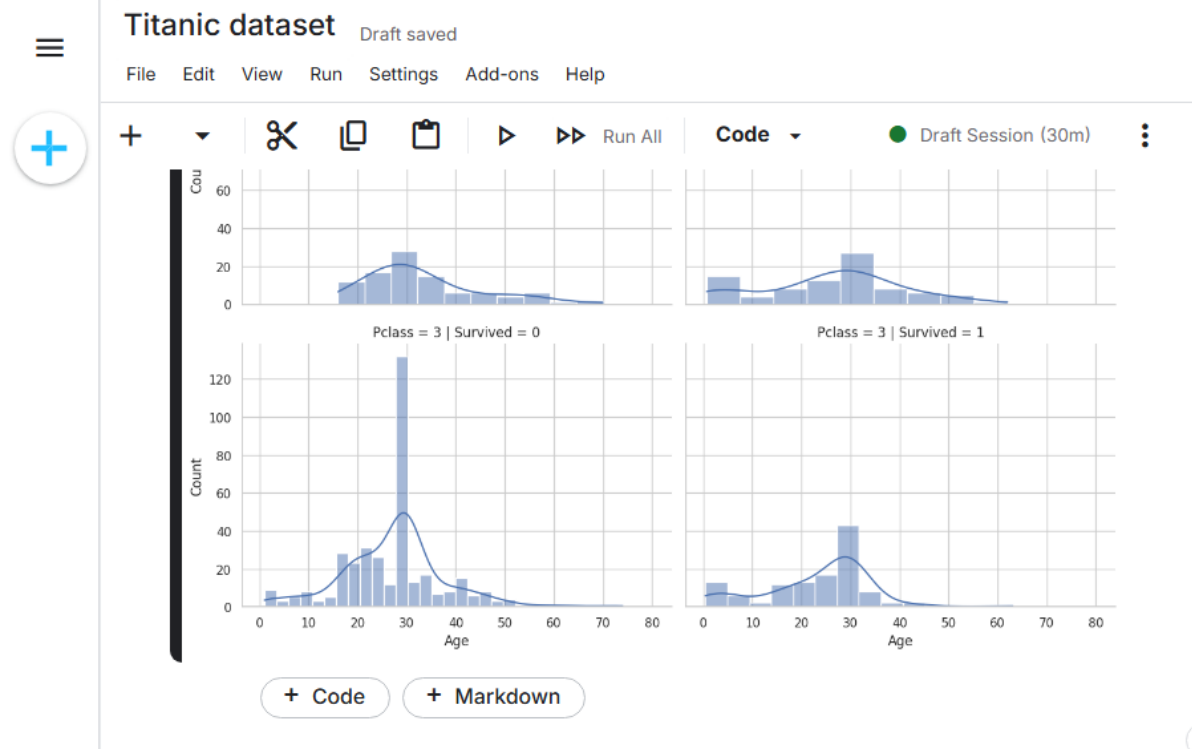 Titanic dataset Draft saved
File Edit View Run Settings Add-ons Help
Run All Code Draft Session (30m)
Cou
60
40
20
0
Pclass = 3 | Survived = 0 Pclass = 3 | Survived = 1
Count
120
100
80
60
40
20
0
0 10 20 30 40 50 60 70 80 0 10 20 30 40 50 60 70 80
Age Age
+ Code + Markdown